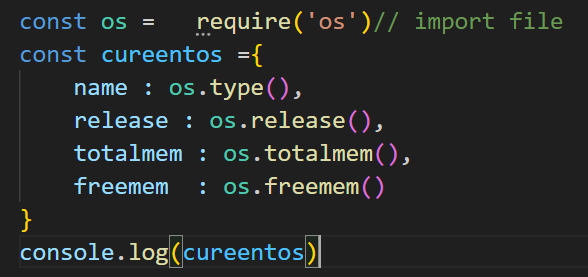 const os =   require('os')// import file
const cureentos ={
    name : os.type(),
    release : os.release(),
    totalmem : os.totalmem(),
    freemem  : os.freemem()
}
console.log(cureentos)